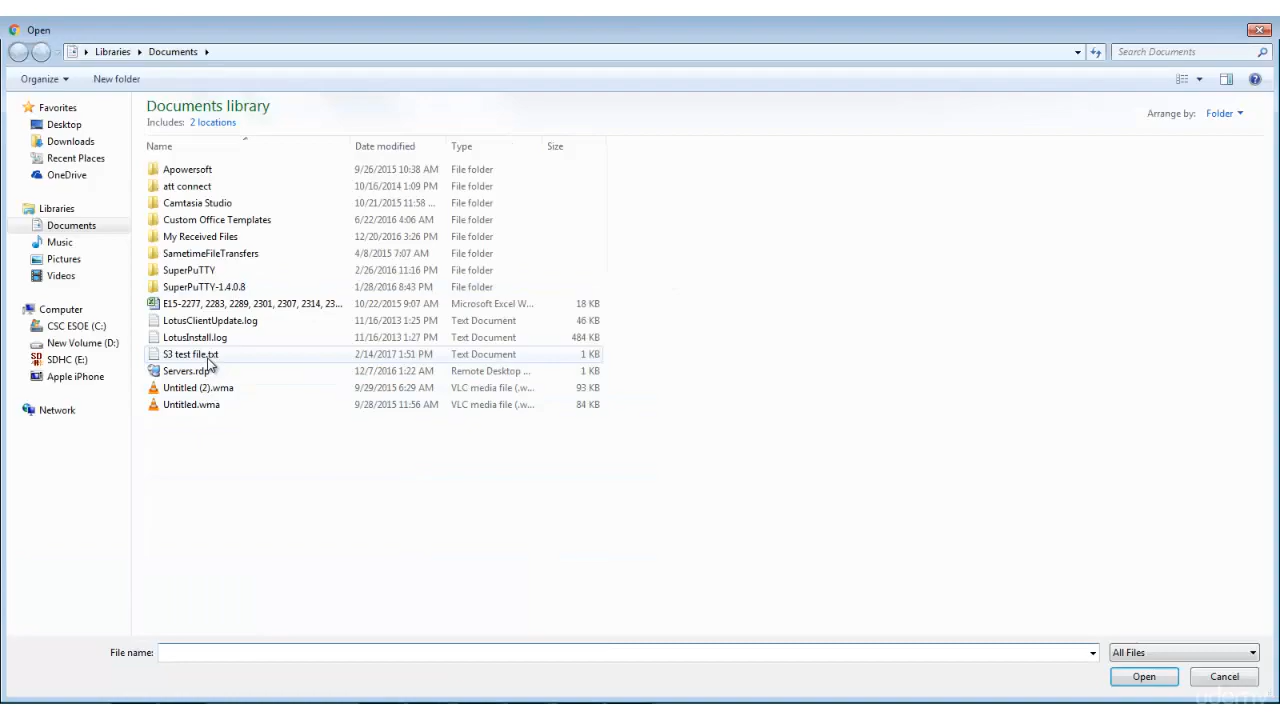 Open
Libraries Documents Search Documents
Organize New folder
Documents library
Includes: 2 locations
Arrange by: Folder
Favorites
Desktop
Downloads
Recent Places
OneDrive
Libraries
Documents
Music
Pictures
Videos
Computer
CSC ESOE (C:)
New Volume (D:)
SDHC (E:)
Apple iPhone
Network
Name Date modified Type Size
Apowersoft 9/26/2015 10:38 AM File folder
att connect 10/16/2014 1:09 PM File folder
Camtasia Studio 10/21/2015 11:58 ... File folder
Custom Office Templates 6/22/2016 4:06 AM File folder
My Received Files 12/20/2016 3:26 PM File folder
SametimeFileTransfers 4/8/2015 7:07 AM File folder
SuperPuTTY 2/26/2016 11:16 PM File folder
SuperPuTTY-1.4.0.8 1/28/2016 8:43 PM File folder
E15-2277, 2283, 2289, 2301, 2307, 2314, 23... 10/22/2015 9:07 AM Microsoft Excel W... 18 KB
LotusClientUpdate.log 11/16/2013 1:25 PM Text Document 46 KB
LotusInstall.log 11/16/2013 1:27 PM Text Document 484 KB
S3 test file.txt 2/14/2017 1:51 PM Text Document 1 KB
Servers.rdp 12/7/2016 1:22 AM Remote Desktop ... 1 KB
Untitled (2).wma 9/29/2015 6:29 AM VLC media file (.w... 93 KB
Untitled.wma 9/28/2015 11:56 AM VLC media file (.w... 84 KB
File name: All Files
Open Cancel
udemy